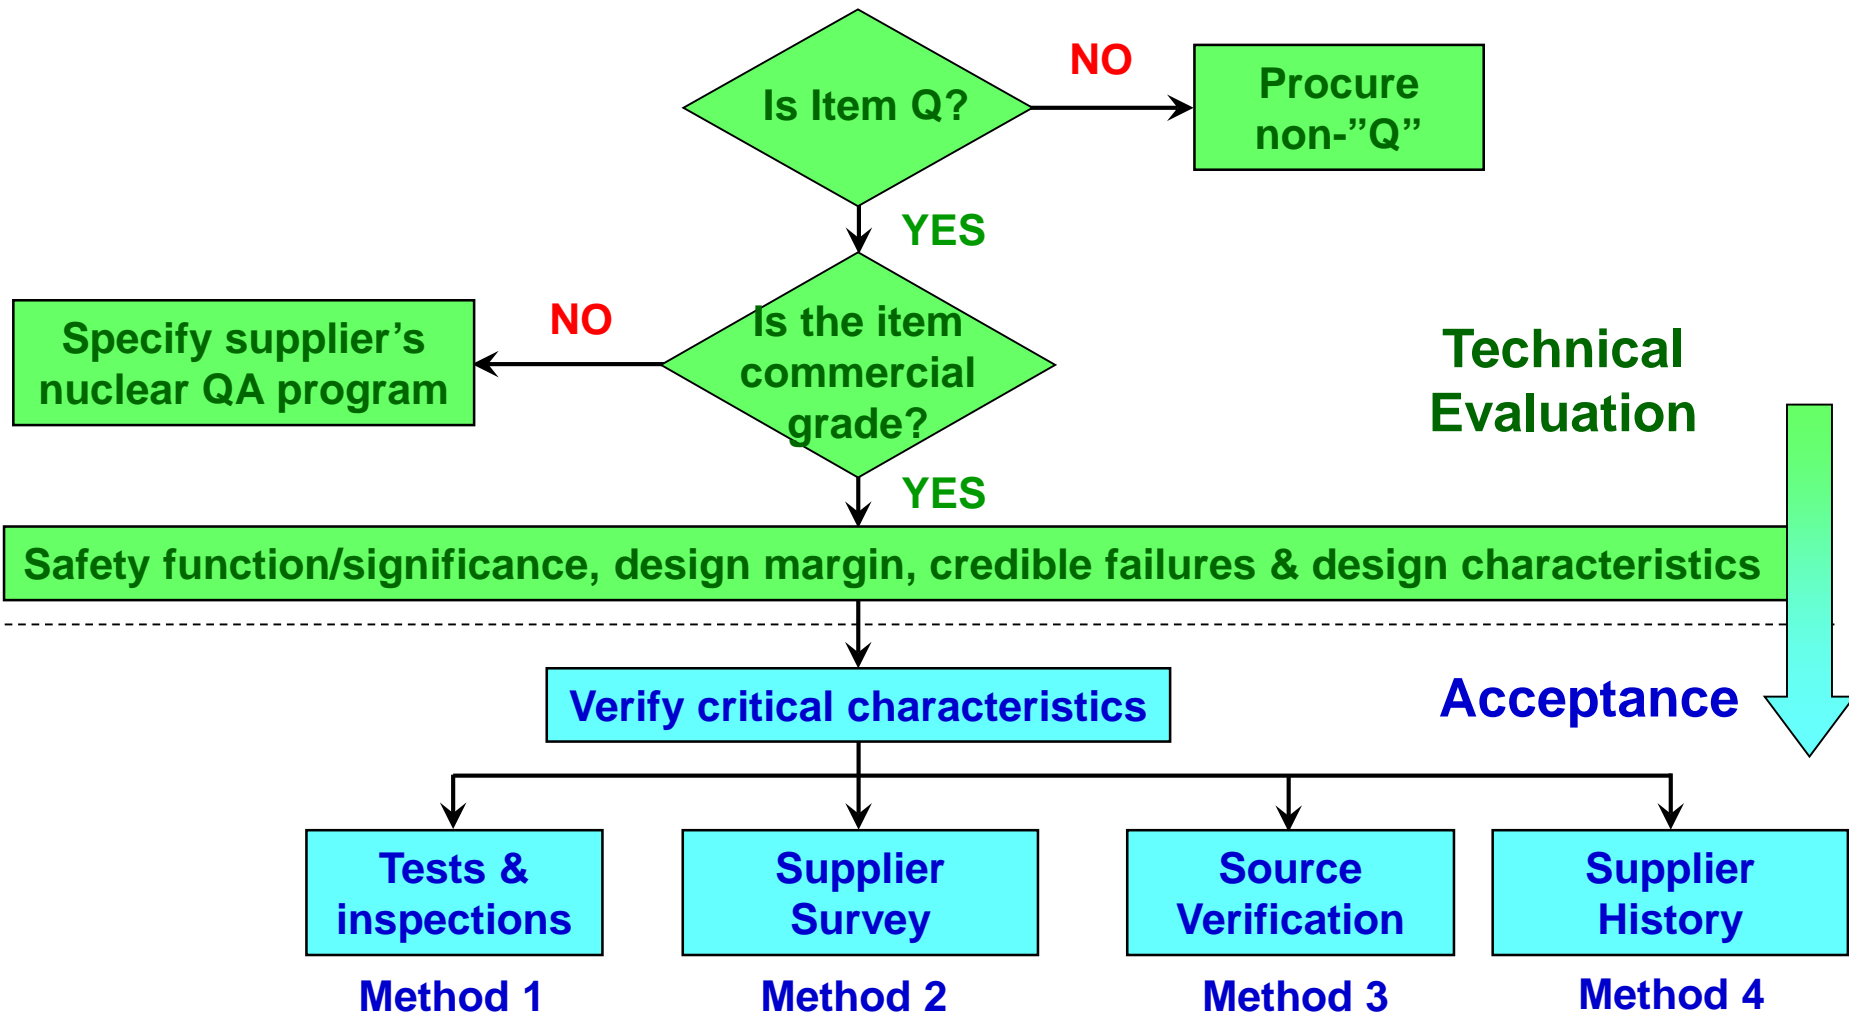 NO
Is Item Q?
Procure
non-”Q”
YES
NO
Specify supplier’s
nuclear QA program
Is the item
commercial
grade?
Technical
Evaluation
YES
Safety function/significance, design margin, credible failures & design characteristics
Verify critical characteristics
Acceptance
Tests &
inspections
Supplier
Survey
Source
Verification
Supplier
History
Method 1
Method 2
Method 3
Method 4